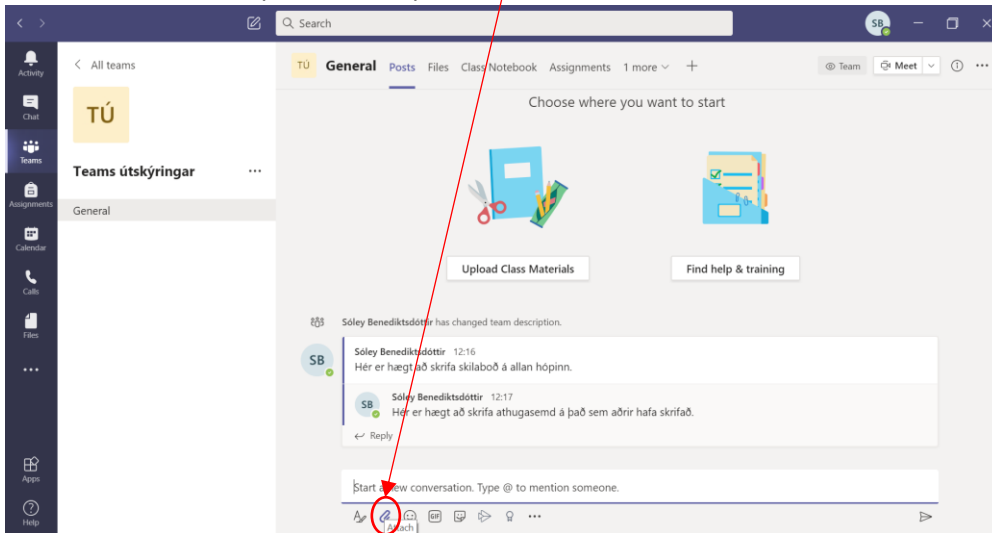 Search
SB
Activity
Chat
Teams
Assignments
Calendar
Calls
Files
Apps
Help
All teams
TÚ
Teams útskýringar
General
TÚ General Posts Files Class Notebook Assignments 1 more
Team Meet
Choose where you want to start
Upload Class Materials Find help & training
Sóley Benediktsdóttir has changed team description.
SB
Sóley Benediktsdóttir 12:16
Hér er hægt að skrifa skilaboð á allan hópinn.
SB
Sóley Benediktsdóttir 12:17
Hér er hægt að skrifa athugasemd á það sem aðrir hafa skrifað.
Reply
Start a new conversation. Type @ to mention someone.
GIF
Attach